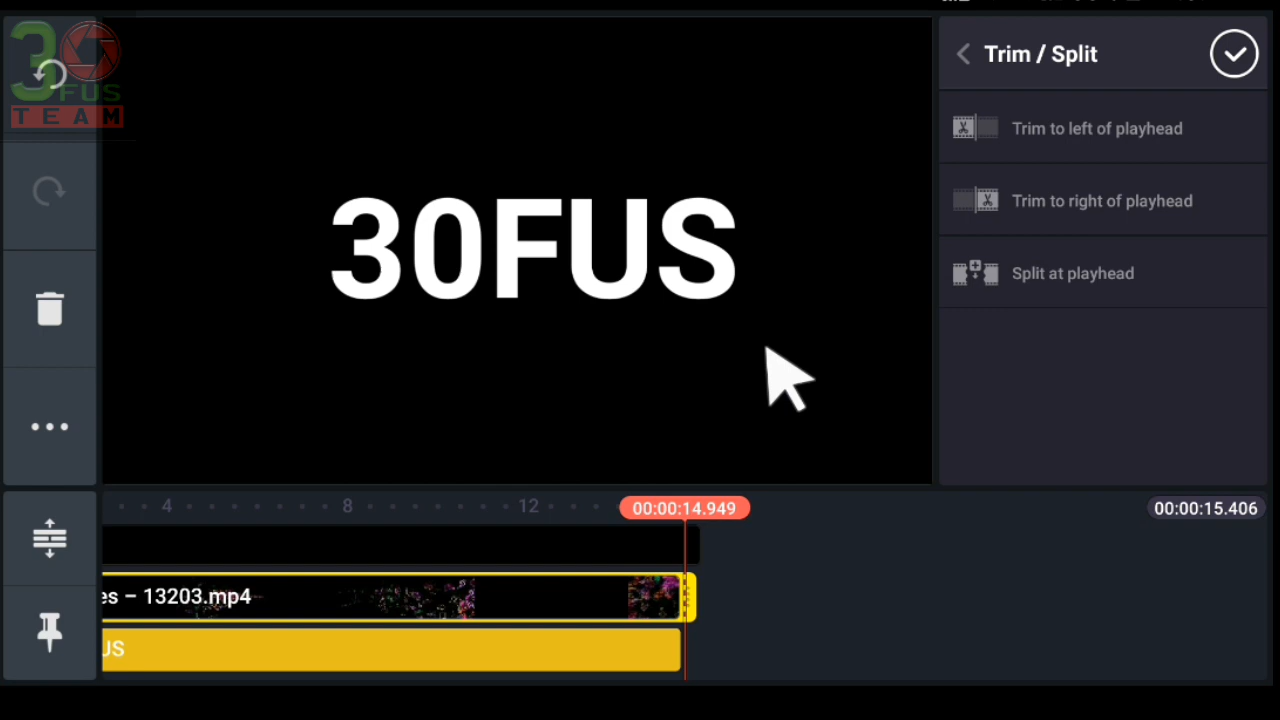 30
FUS
TEAM
Trim / Split
Trim to left of playhead
Trim to right of playhead
Split at playhead
30FUS
4 8 12
00:00:14.949
00:00:15.406
es – 13203.mp4
US